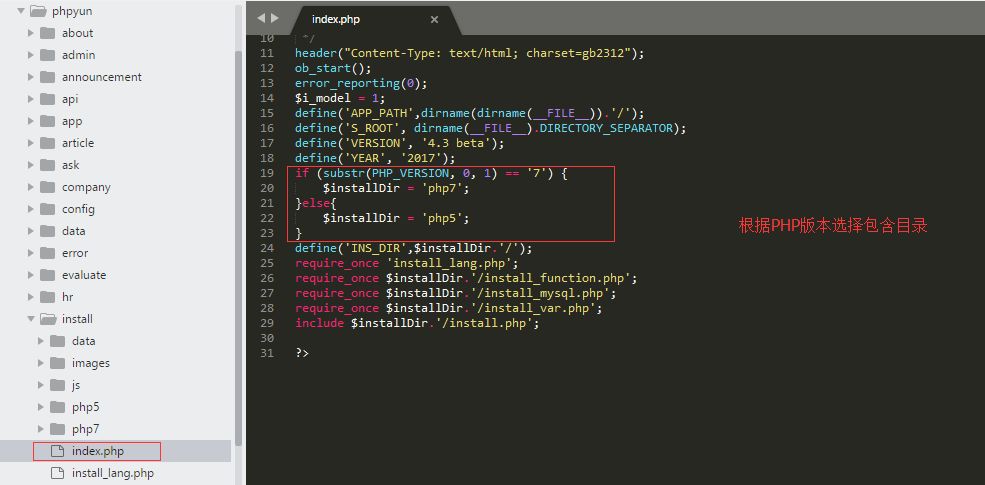 phpyun
about
admin
announcement
api
app
article
ask
company
config
data
error
evaluate
hr
install
data
images
js
php5
php7
index.php
install_lang.php
index.php ×
10 */
11 header("Content-Type: text/html; charset=gb2312");
12 ob_start();
13 error_reporting(0);
14 $i_model = 1;
15 define('APP_PATH',dirname(dirname(__FILE__)).'/');
16 define('S_ROOT', dirname(__FILE__).DIRECTORY_SEPARATOR);
17 define('VERSION', '4.3 beta');
18 define('YEAR', '2017');
19 if (substr(PHP_VERSION, 0, 1) == '7') {
20     $installDir = 'php7';
21 }else{
22     $installDir = 'php5';
23 }
24 define('INS_DIR',$installDir.'/');
25 require_once 'install_lang.php';
26 require_once $installDir.'/install_function.php';
27 require_once $installDir.'/install_mysql.php';
28 require_once $installDir.'/install_var.php';
29 include $installDir.'/install.php';
30
31 ?>
根据PHP版本选择包含目录